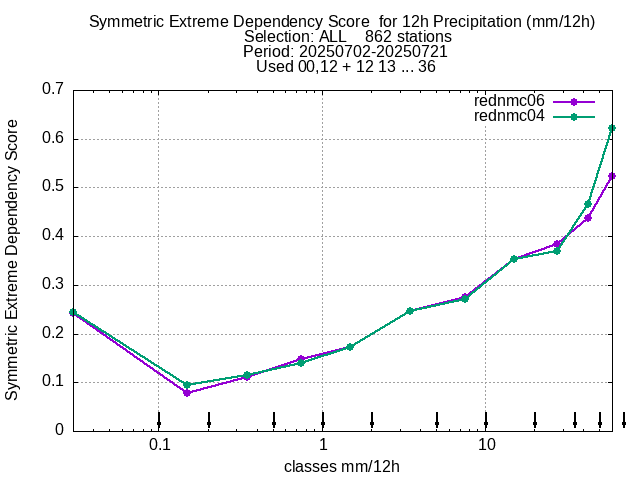 Symmetric Extreme Dependency Score  for 12h Precipitation (mm/12h)
Selection: ALL    862 stations
Period: 20250702-20250721
Used 00,12 + 12 13 ... 36
rednmc06
rednmc04
Symmetric Extreme Dependency Score
0.7
0.6
0.5
0.4
0.3
0.2
0.1
0
0.1 1 10
classes mm/12h